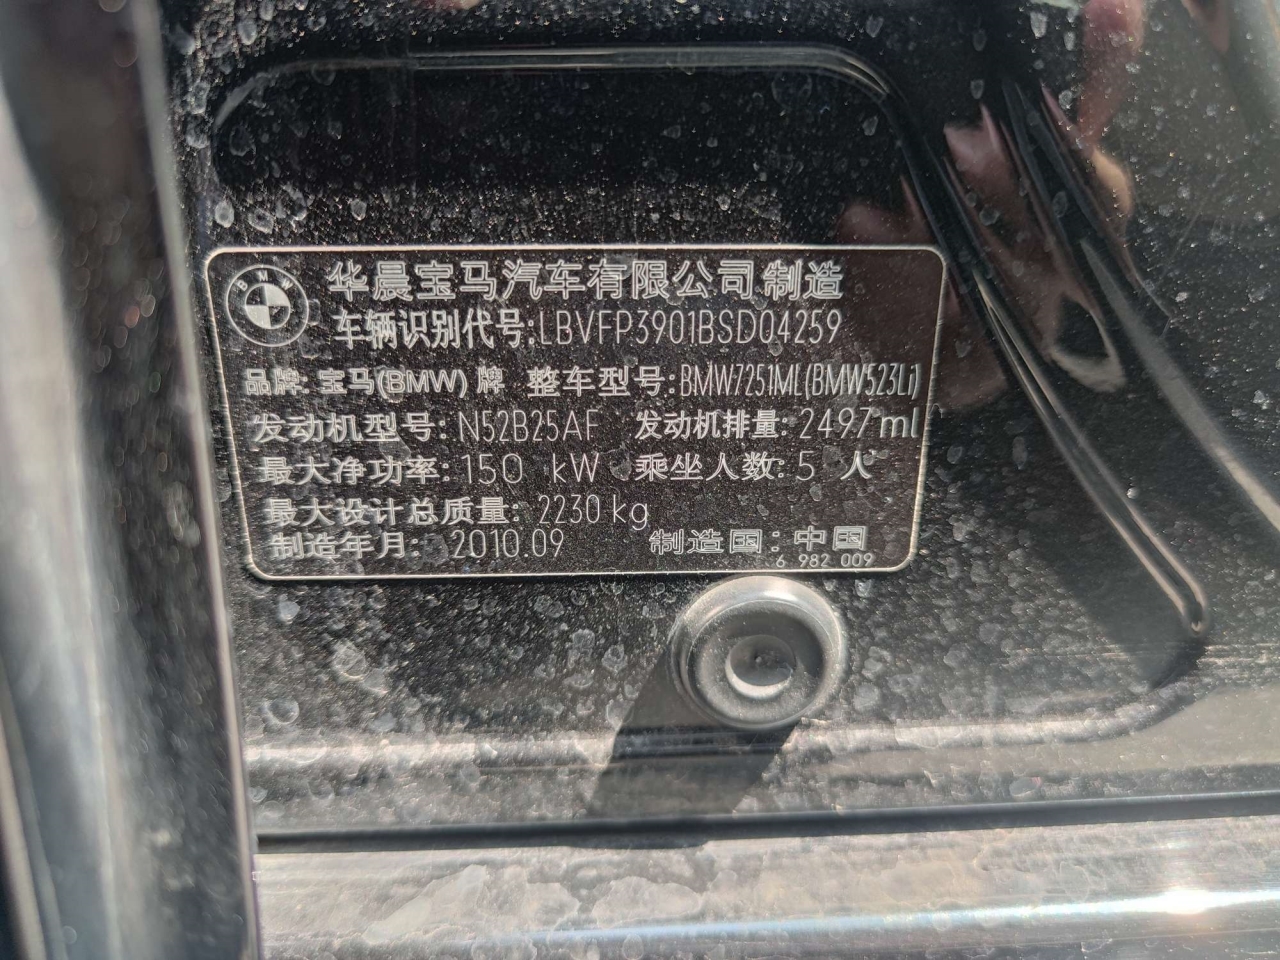 BMW
华晨宝马汽车有限公司制造
车辆识别代号:LBVFP3901BSD04259
品牌:宝马(BMW)牌 整车型号:BMW7251ML(BMW523Li)
发动机型号:N52B25AF 发动机排量:2497ml
最大净功率:150 kW 乘坐人数:5 人
最大设计总质量:2230kg
制造年月:2010.09 制造国:中国
6 982 009